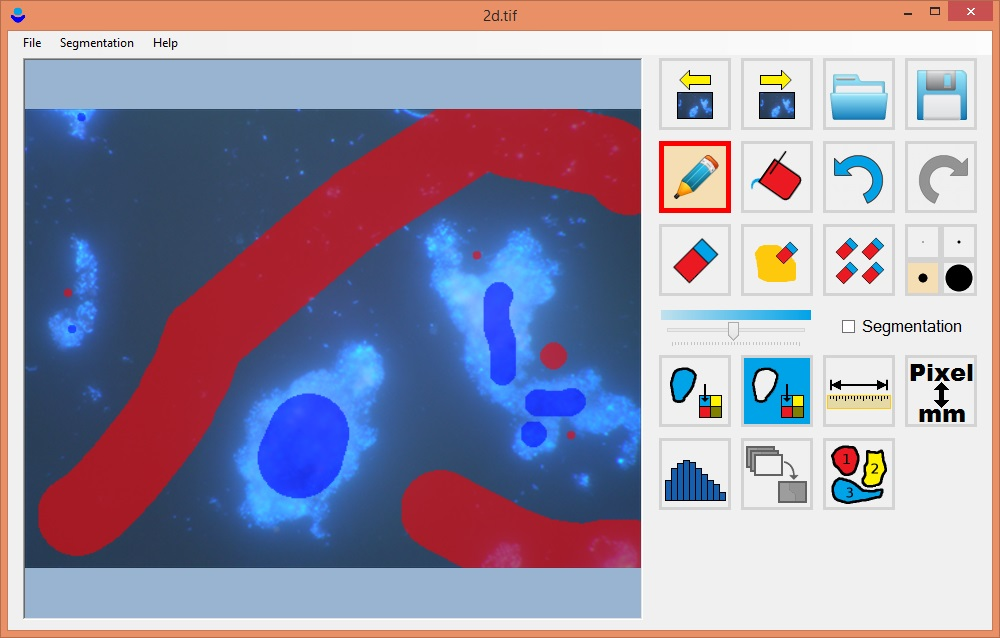 2d.tif
File Segmentation Help
Segmentation
Pixel
mm
1
2
3